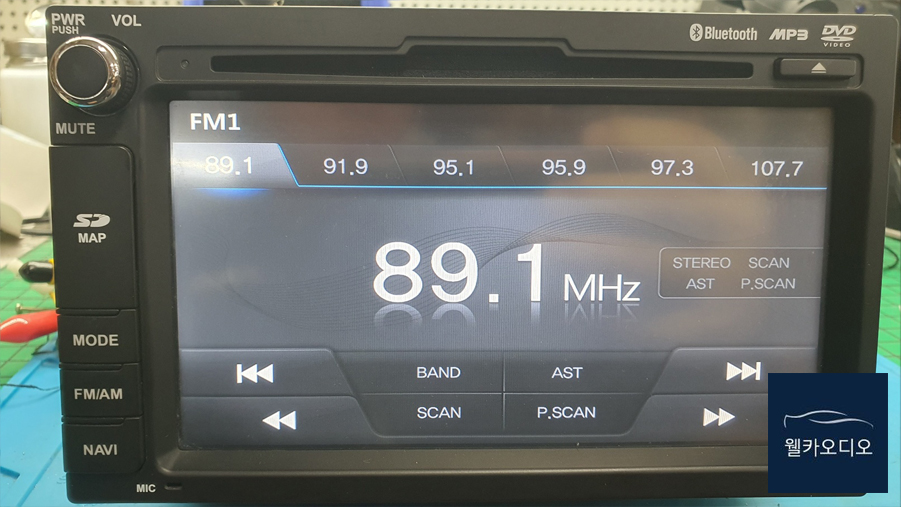 PWR
PUSH
VOL
Bluetooth MP3 DVD
VIDEO
MUTE
FM1
89.1 91.9 95.1 95.9 97.3 107.7
SD
MAP
89.1 MHz
STEREO SCAN
AST P.SCAN
MODE
FM/AM
NAVI
BAND AST
SCAN P.SCAN
MIC
웰카오디오